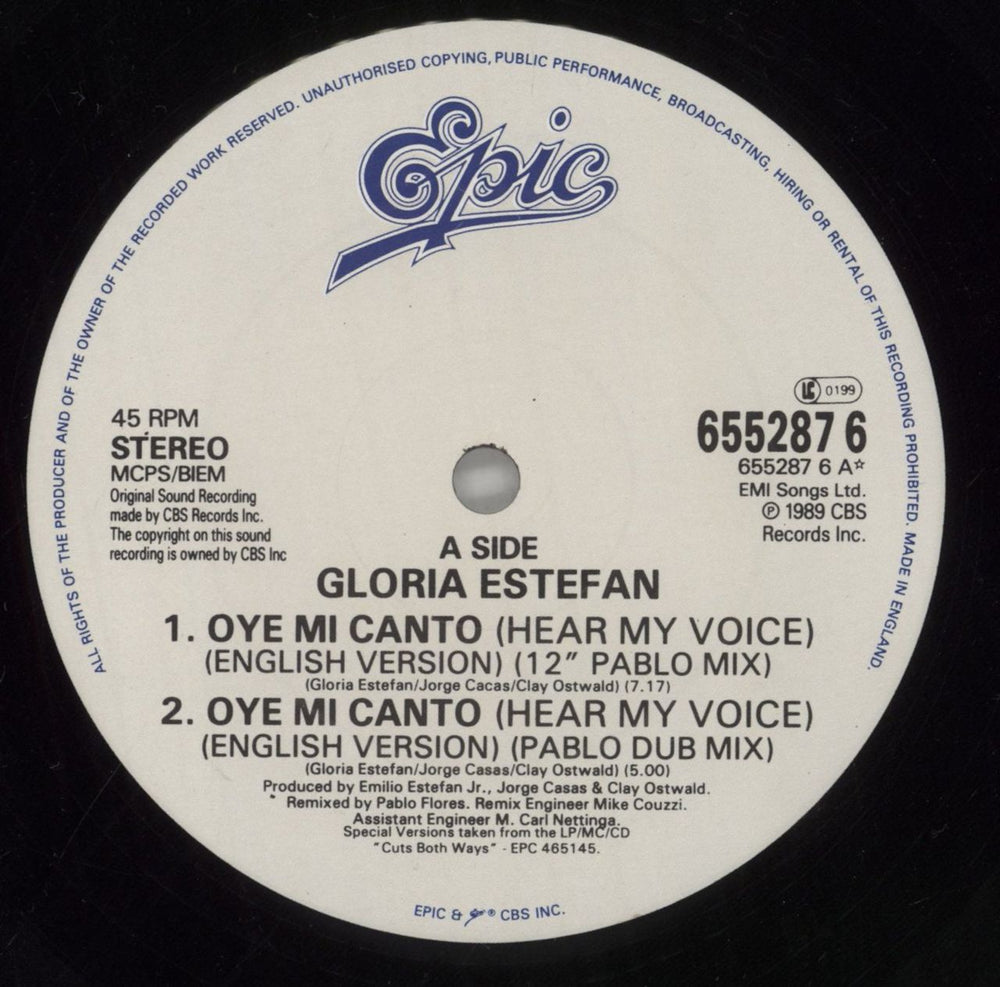 ALL RIGHTS OF THE PRODUCER AND OF THE OWNER OF THE RECORDED WORK RESERVED. UNAUTHORISED COPYING, PUBLIC PERFORMANCE, BROADCASTING, HIRING OR RENTAL OF THIS RECORDING PROHIBITED. MADE IN ENGLAND.
Epic
45 RPM
STEREO
MCPS/BIEM
Original Sound Recording
made by CBS Records Inc.
The copyright on this sound
recording is owned by CBS Inc
LC 0199
655287 6
655287 6 A☆
EMI Songs Ltd.
℗ 1989 CBS
Records Inc.
A SIDE
GLORIA ESTEFAN
1. OYE MI CANTO (HEAR MY VOICE)
(ENGLISH VERSION) (12” PABLO MIX)
(Gloria Estefan/Jorge Cacas/Clay Ostwald) (7.17)
2. OYE MI CANTO (HEAR MY VOICE)
(ENGLISH VERSION) (PABLO DUB MIX)
(Gloria Estefan/Jorge Casas/Clay Ostwald) (5.00)
Produced by Emilio Estefan Jr., Jorge Casas & Clay Ostwald.
Remixed by Pablo Flores. Remix Engineer Mike Couzzi.
Assistant Engineer M. Carl Nettinga.
Special Versions taken from the LP/MC/CD
"Cuts Both Ways" - EPC 465145.
EPIC & ® CBS INC.